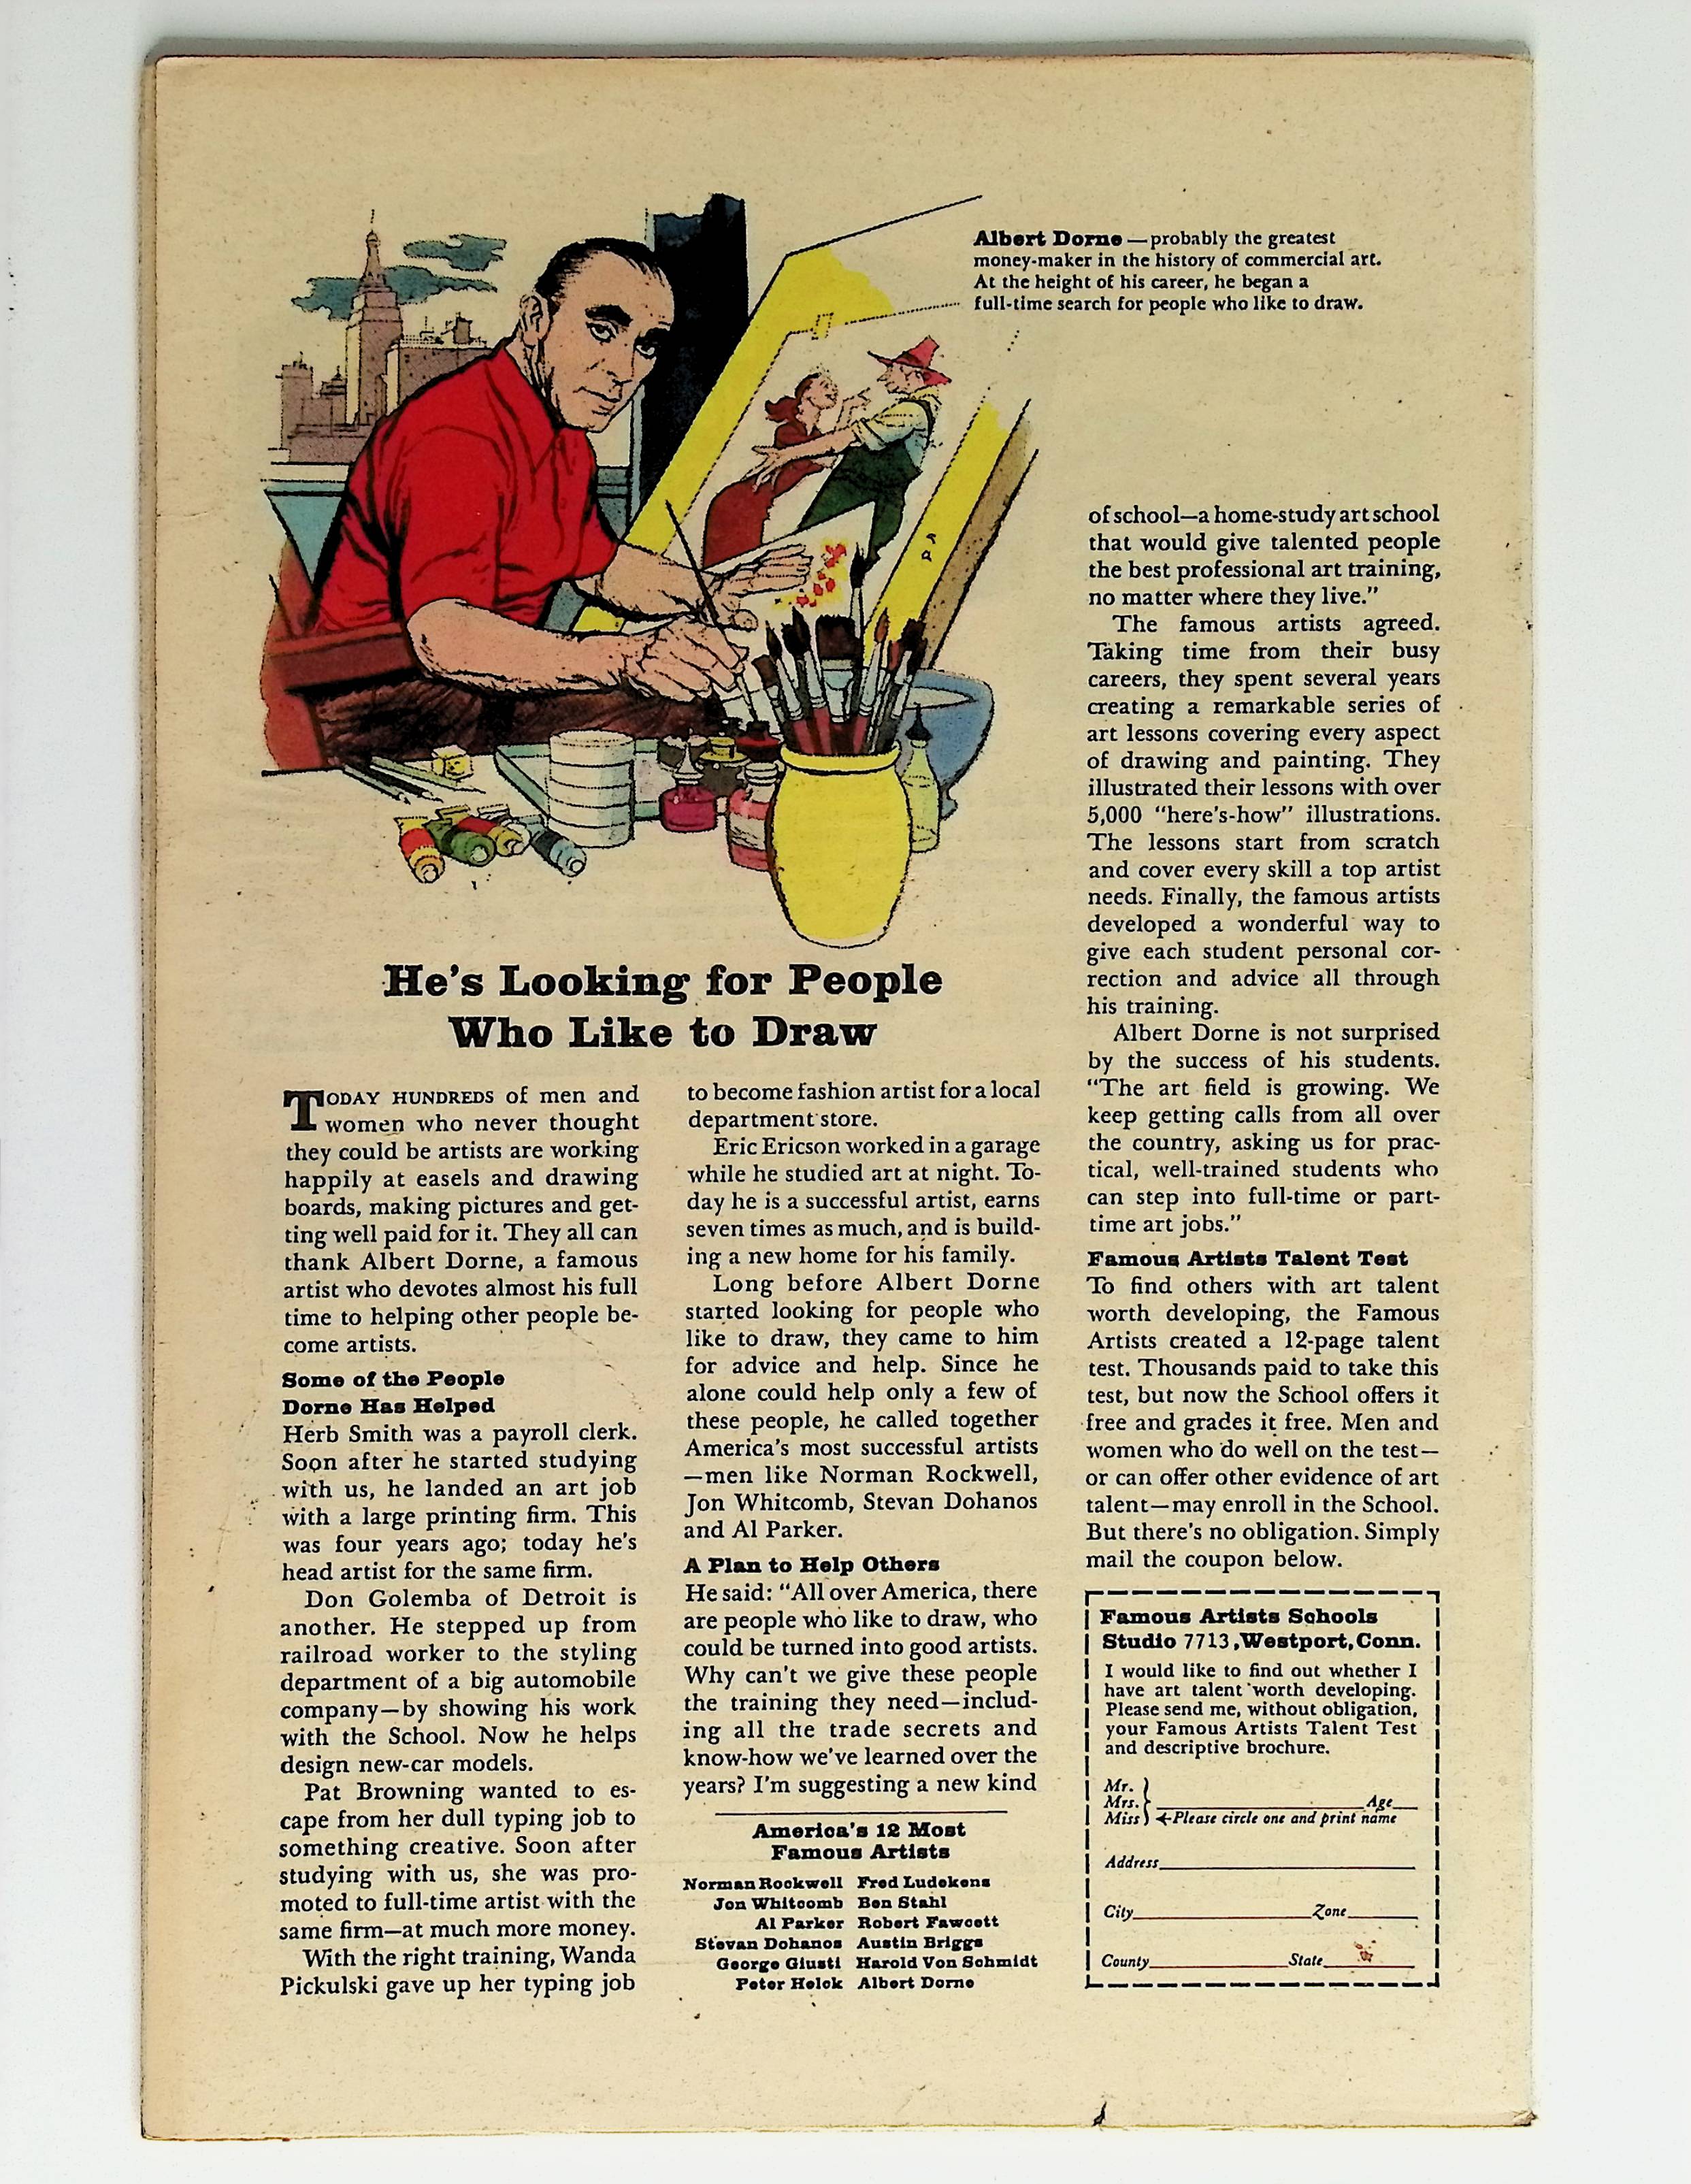 Albert Dorne — probably the greatest
money-maker in the history of commercial art.
At the height of his career, he began a
full-time search for people who like to draw.
He's Looking for People
Who Like to Draw
TODAY HUNDREDS of men and
women who never thought
they could be artists are working
happily at easels and drawing
boards, making pictures and get-
ting well paid for it. They all can
thank Albert Dorne, a famous
artist who devotes almost his full
time to helping other people be-
come artists.
Some of the People
Dorne Has Helped
Herb Smith was a payroll clerk.
Soon after he started studying
with us, he landed an art job
with a large printing firm. This
was four years ago; today he's
head artist for the same firm.
Don Golemba of Detroit is
another. He stepped up from
railroad worker to the styling
department of a big automobile
company—by showing his work
with the School. Now he helps
design new-car models.
Pat Browning wanted to es-
cape from her dull typing job to
something creative. Soon after
studying with us, she was pro-
moted to full-time artist with the
same firm—at much more money.
With the right training, Wanda
Pickulski gave up her typing job
to become fashion artist for a local
department store.
Eric Ericson worked in a garage
while he studied art at night. To-
day he is a successful artist, earns
seven times as much, and is build-
ing a new home for his family.
Long before Albert Dorne
started looking for people who
like to draw, they came to him
for advice and help. Since he
alone could help only a few of
these people, he called together
America's most successful artists
—men like Norman Rockwell,
Jon Whitcomb, Stevan Dohanos
and Al Parker.
A Plan to Help Others
He said: "All over America, there
are people who like to draw, who
could be turned into good artists.
Why can't we give these people
the training they need—includ-
ing all the trade secrets and
know-how we've learned over the
years? I'm suggesting a new kind
America's 12 Most
Famous Artists
Norman Rockwell Fred Ludekens
Jon Whitcomb Ben Stahl
Al Parker Robert Fawcett
Stevan Dohanos Austin Briggs
George Giusti Harold Von Schmidt
Peter Helck Albert Dorne
of school—a home-study art school
that would give talented people
the best professional art training,
no matter where they live."
The famous artists agreed.
Taking time from their busy
careers, they spent several years
creating a remarkable series of
art lessons covering every aspect
of drawing and painting. They
illustrated their lessons with over
5,000 "here's-how" illustrations.
The lessons start from scratch
and cover every skill a top artist
needs. Finally, the famous artists
developed a wonderful way to
give each student personal cor-
rection and advice all through
his training.
Albert Dorne is not surprised
by the success of his students.
"The art field is growing. We
keep getting calls from all over
the country, asking us for prac-
tical, well-trained students who
can step into full-time or part-
time art jobs."
Famous Artists Talent Test
To find others with art talent
worth developing, the Famous
Artists created a 12-page talent
test. Thousands paid to take this
test, but now the School offers it
free and grades it free. Men and
women who do well on the test—
or can offer other evidence of art
talent—may enroll in the School.
But there's no obligation. Simply
mail the coupon below.
Famous Artists Schools
Studio 7713, Westport, Conn.
I would like to find out whether I
have art talent worth developing.
Please send me, without obligation,
your Famous Artists Talent Test
and descriptive brochure.
Mr.
Mrs. Age
Miss ←Please circle one and print name
Address
City Zone
County State